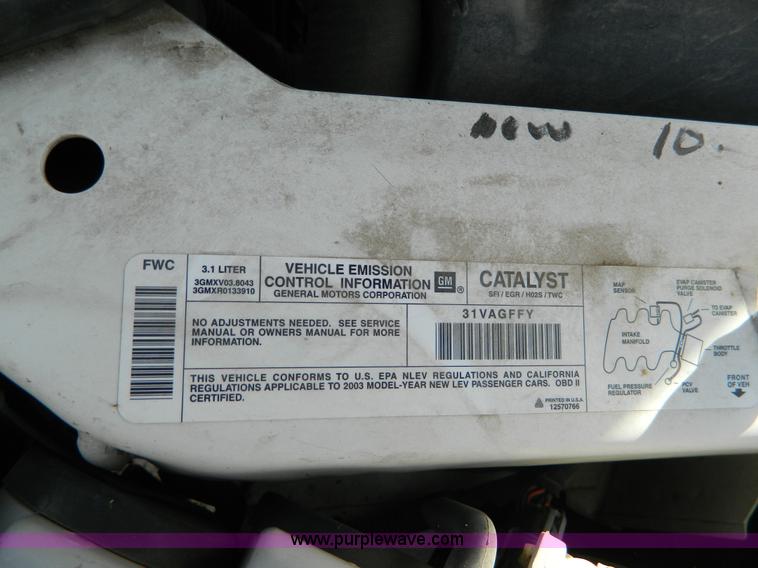 new 10.
FWC
3.1 LITER
3GMXV03.8043
3GMXR0133910
VEHICLE EMISSION
CONTROL INFORMATION
GENERAL MOTORS CORPORATION
GM ®
CATALYST
SFI / EGR / HO2S / TWC
NO ADJUSTMENTS NEEDED. SEE SERVICE
MANUAL OR OWNERS MANUAL FOR MORE
INFORMATION.
31VAGFFY
THIS VEHICLE CONFORMS TO U.S. EPA NLEV REGULATIONS AND CALIFORNIA
REGULATIONS APPLICABLE TO 2003 MODEL-YEAR NEW LEV PASSENGER CARS. OBD II
CERTIFIED.
PRINTED IN U.S.A.
12570766
MAP
SENSOR
EVAP CANISTER
PURGE SOLENOID
VALVE
TO EVAP
CANISTER
INTAKE
MANIFOLD
THROTTLE
BODY
FUEL PRESSURE
REGULATOR
PCV
VALVE
FRONT
OF VEH
www.purplewave.com